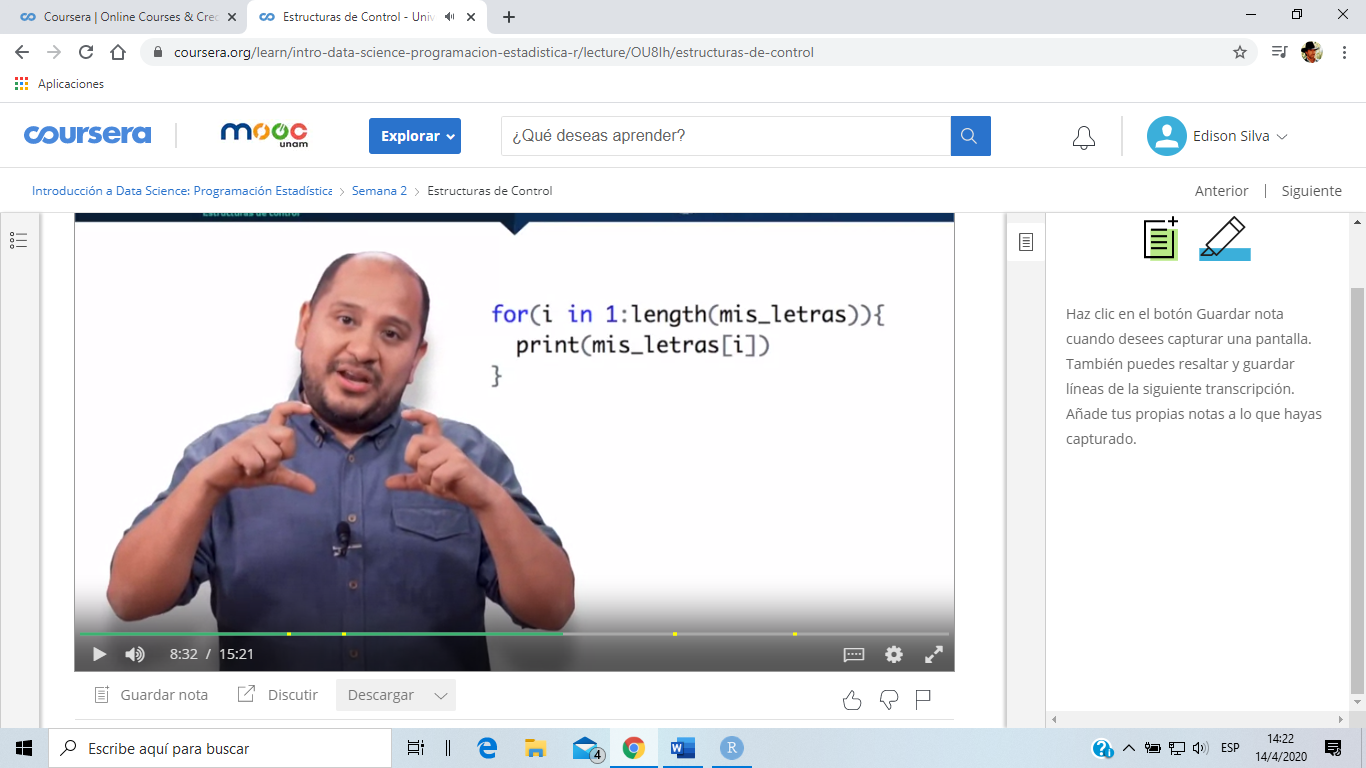 Coursera | Online Courses & Crec
Estructuras de Control - Univ
coursera.org/learn/intro-data-science-programacion-estadistica-r/lecture/OU8lh/estructuras-de-control
Aplicaciones
coursera
mooc
unam
Explorar
¿Qué deseas aprender?
Edison Silva
Introducción a Data Science: Programación Estadística
Semana 2
Estructuras de Control
Anterior | Siguiente
Estructuras de control
for(i in 1:length(mis_letras)){
print(mis_letras[i])
}
8:32 / 15:21
Guardar nota
Discutir
Descargar
Haz clic en el botón Guardar nota
cuando desees capturar una pantalla.
También puedes resaltar y guardar
líneas de la siguiente transcripción.
Añade tus propias notas a lo que hayas
capturado.
Escribe aquí para buscar
4
W
R
ESP
14:22
14/4/2020